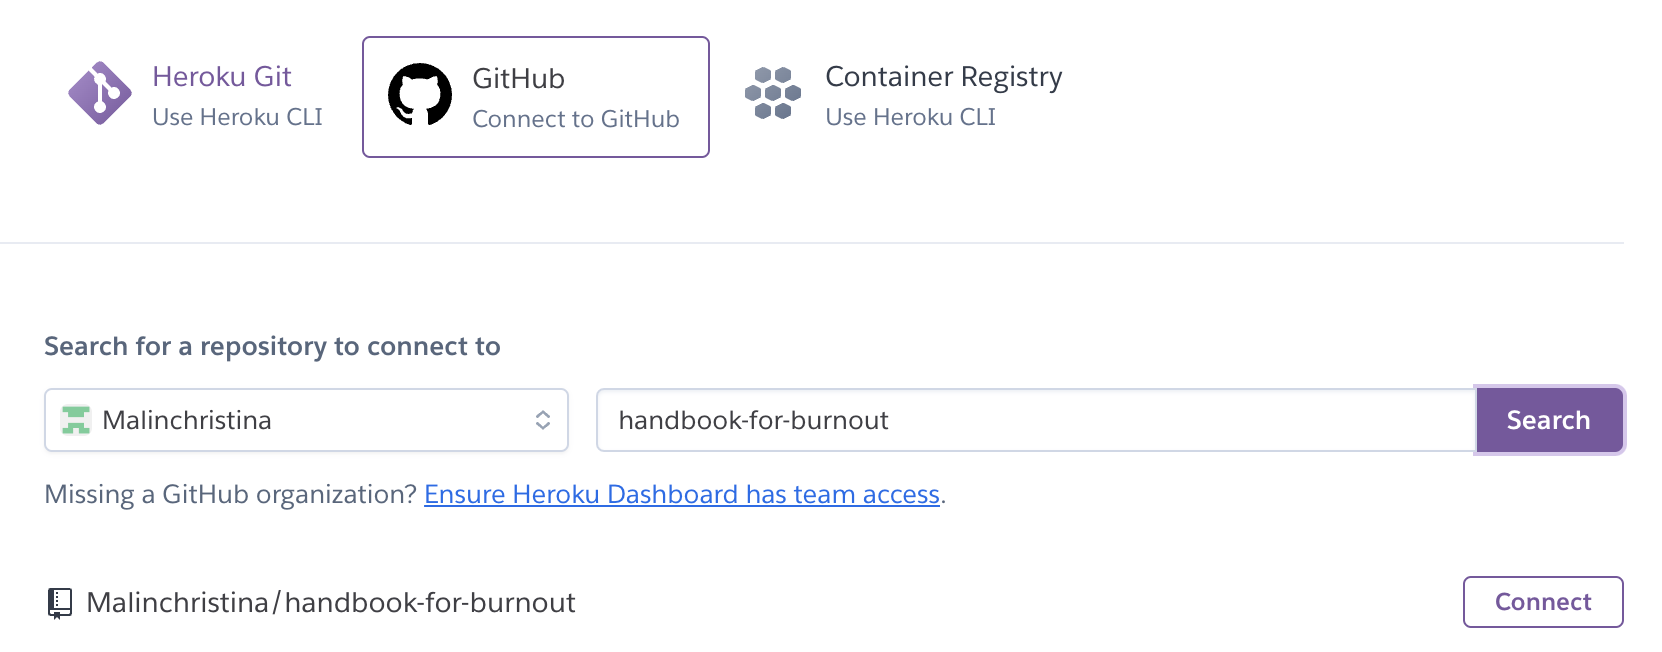 Heroku Git
Use Heroku CLI
GitHub
Connect to GitHub
Container Registry
Use Heroku CLI
Search for a repository to connect to
Malinchristina
handbook-for-burnout
Search
Missing a GitHub organization? Ensure Heroku Dashboard has team access.
Malinchristina/handbook-for-burnout
Connect